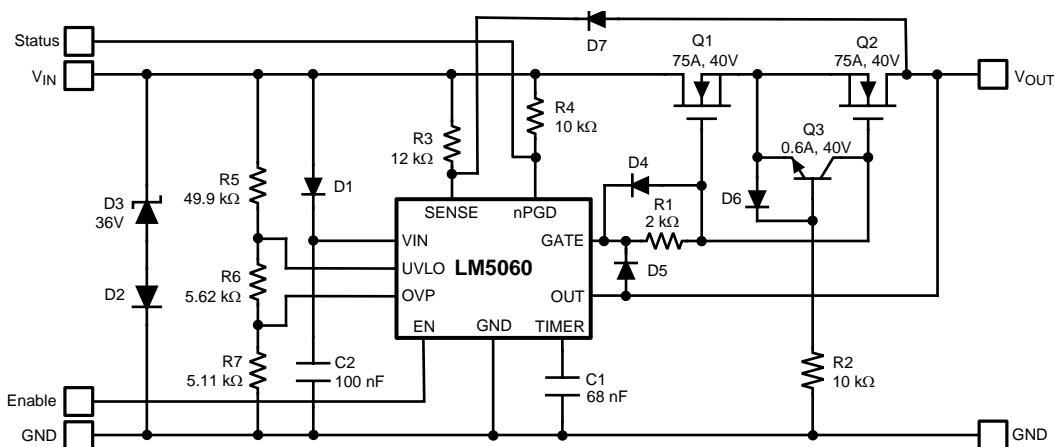 Status
VIN
D7
Q1
75A, 40V
Q2
75A, 40V
VOUT
R3
12 kΩ
R4
10 kΩ
Q3
0.6A, 40V
D3
36V
R5
49.9 kΩ
D1
D4
R1
2 kΩ
D6
SENSE
nPGD
VIN
GATE
UVLO
LM5060
D5
OVP
OUT
D2
R6
5.62 kΩ
EN
GND
TIMER
R7
5.11 kΩ
C2
100 nF
C1
68 nF
R2
10 kΩ
Enable
GND
GND